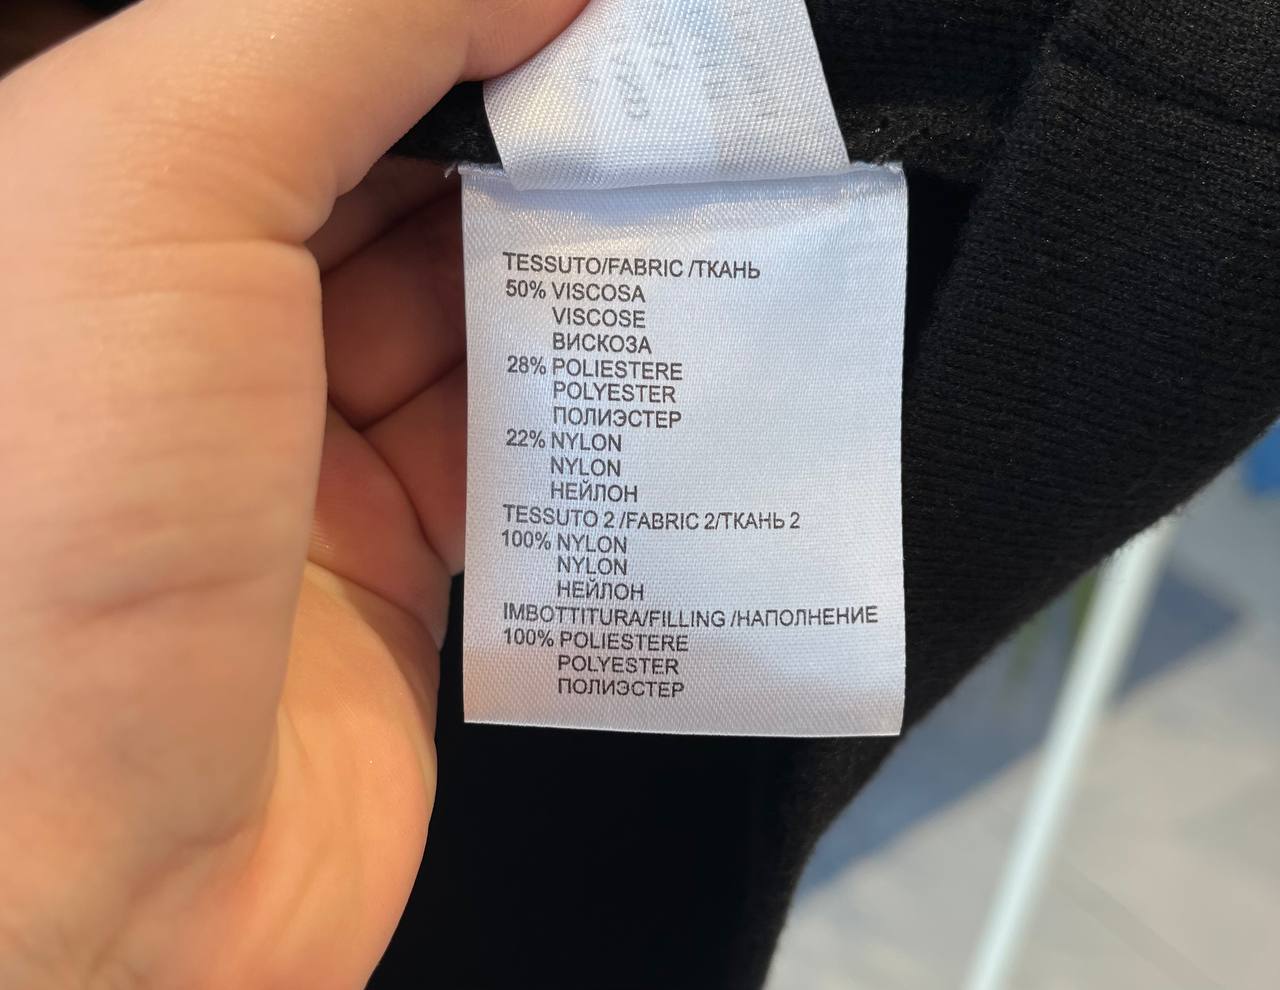 TESSUTO/FABRIC /ТКАНЬ
50% VISCOSA
VISCOSE
ВИСКОЗА
28% POLIESTERE
POLYESTER
ПОЛИЭСТЕР
22% NYLON
NYLON
НЕЙЛОН
TESSUTO 2 /FABRIC 2/ТКАНЬ 2
100% NYLON
NYLON
НЕЙЛОН
IMBOTTITURA/FILLING /НАПОЛНЕНИЕ
100% POLIESTERE
POLYESTER
ПОЛИЭСТЕР